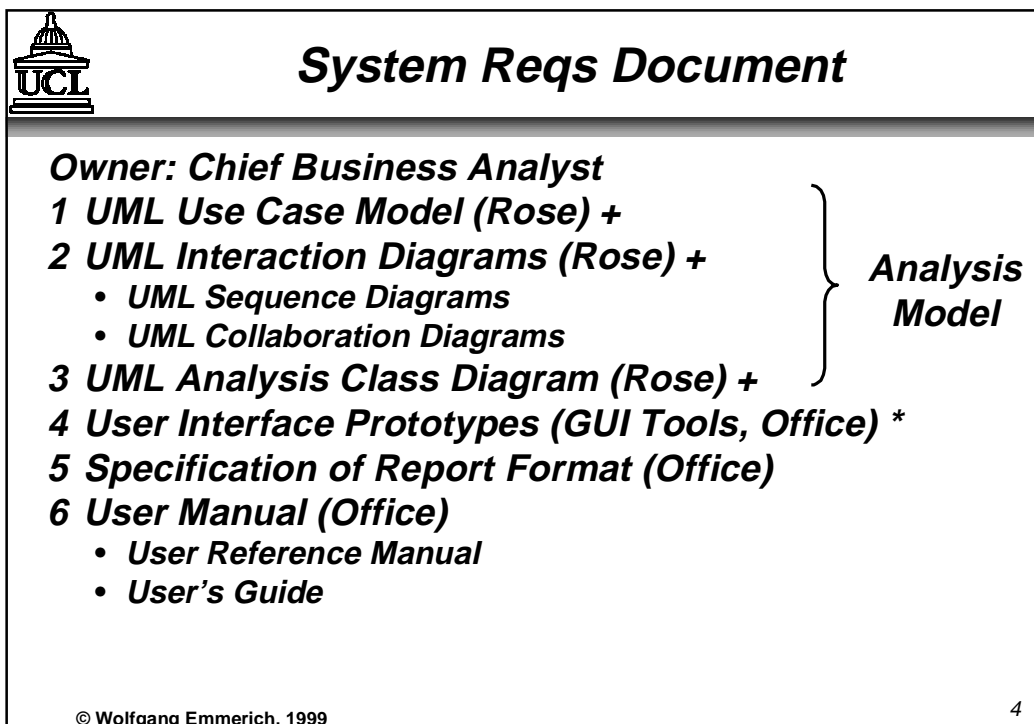 UCL
System Reqs Document
Owner: Chief Business Analyst
1 UML Use Case Model (Rose) +
2 UML Interaction Diagrams (Rose) +
• UML Sequence Diagrams
• UML Collaboration Diagrams
3 UML Analysis Class Diagram (Rose) +
Analysis
Model
4 User Interface Prototypes (GUI Tools, Office) *
5 Specification of Report Format (Office)
6 User Manual (Office)
• User Reference Manual
• User’s Guide
© Wolfgang Emmerich, 1999
4